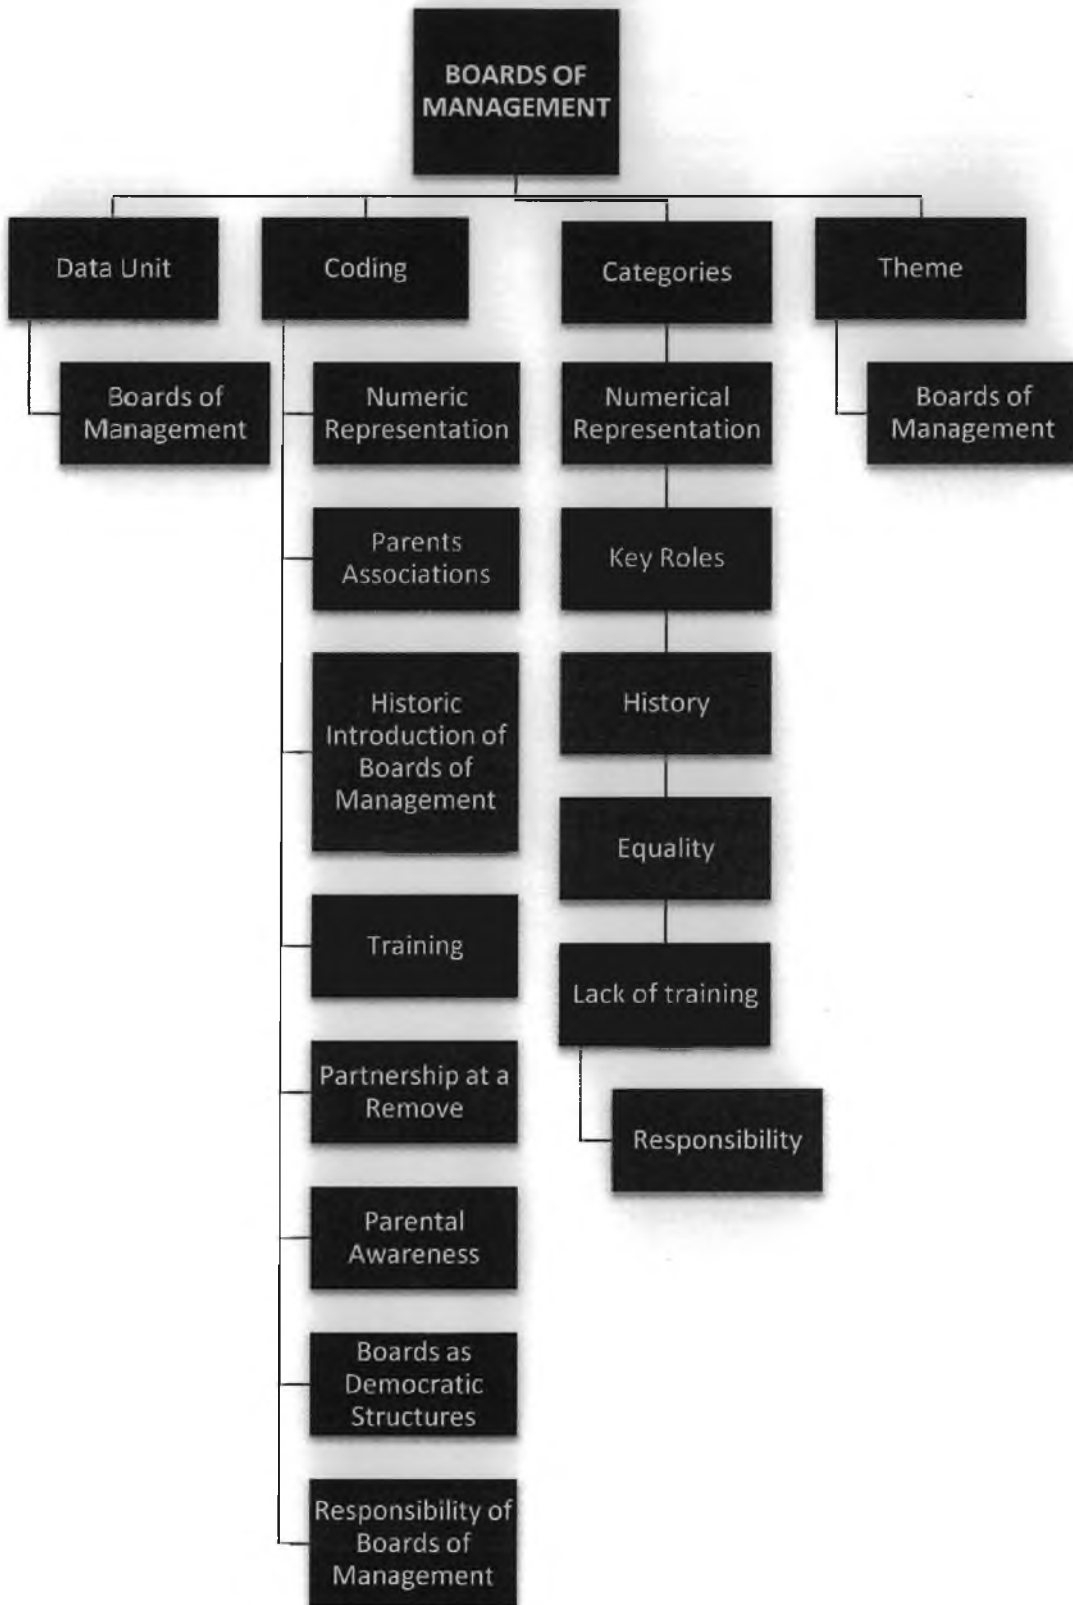 BOARDS OF
MANAGEMENT
Data Unit
Boards of
Management
Coding
Numeric
Representation
Parents
Associations
Historic
Introduction of
Boards of
Management
Training
Partnership at a
Remove
Parental
Awareness
Boards as
Democratic
Structures
Responsibility of
Boards of
Management
Categories
Numerical
Representation
Key Roles
History
Equality
Lack of training
Responsibility
Theme
Boards of
Management